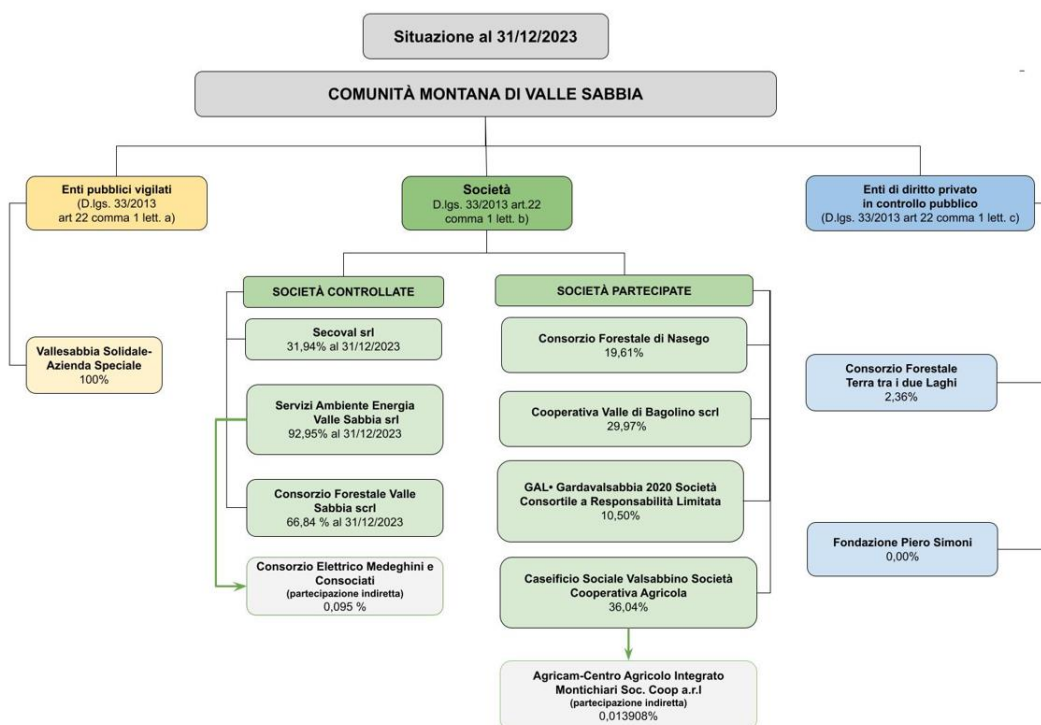 Situazione al 31/12/2023
COMUNITÀ MONTANA DI VALLE SABBIA
Enti pubblici vigilati
(D.lgs. 33/2013
art 22 comma 1 lett. a)
Società
D.lgs. 33/2013 art.22
comma 1 lett. b)
Enti di diritto privato
in controllo pubblico
(D.lgs. 33/2013 art 22 comma 1 lett. c)
Vallesabbia Solidale-
Azienda Speciale
100%
SOCIETÀ CONTROLLATE
Secoval srl
31,94% al 31/12/2023
Servizi Ambiente Energia
Valle Sabbia srl
92,95% al 31/12/2023
Consorzio Forestale Valle
Sabbia scrl
66,84 % al 31/12/2023
Consorzio Elettrico Medeghini e
Consociati
(partecipazione indiretta)
0,095 %
SOCIETÀ PARTECIPATE
Consorzio Forestale di Nasego
19,61%
Cooperativa Valle di Bagolino scrl
29,97%
GAL• Gardavalsabbia 2020 Società
Consortile a Responsabilità Limitata
10,50%
Caseificio Sociale Valsabbino Società
Cooperativa Agricola
36,04%
Agricam-Centro Agricolo Integrato
Montichiari Soc. Coop a.r.l
(partecipazione indiretta)
0,013908%
Consorzio Forestale
Terra tra i due Laghi
2,36%
Fondazione Piero Simoni
0,00%